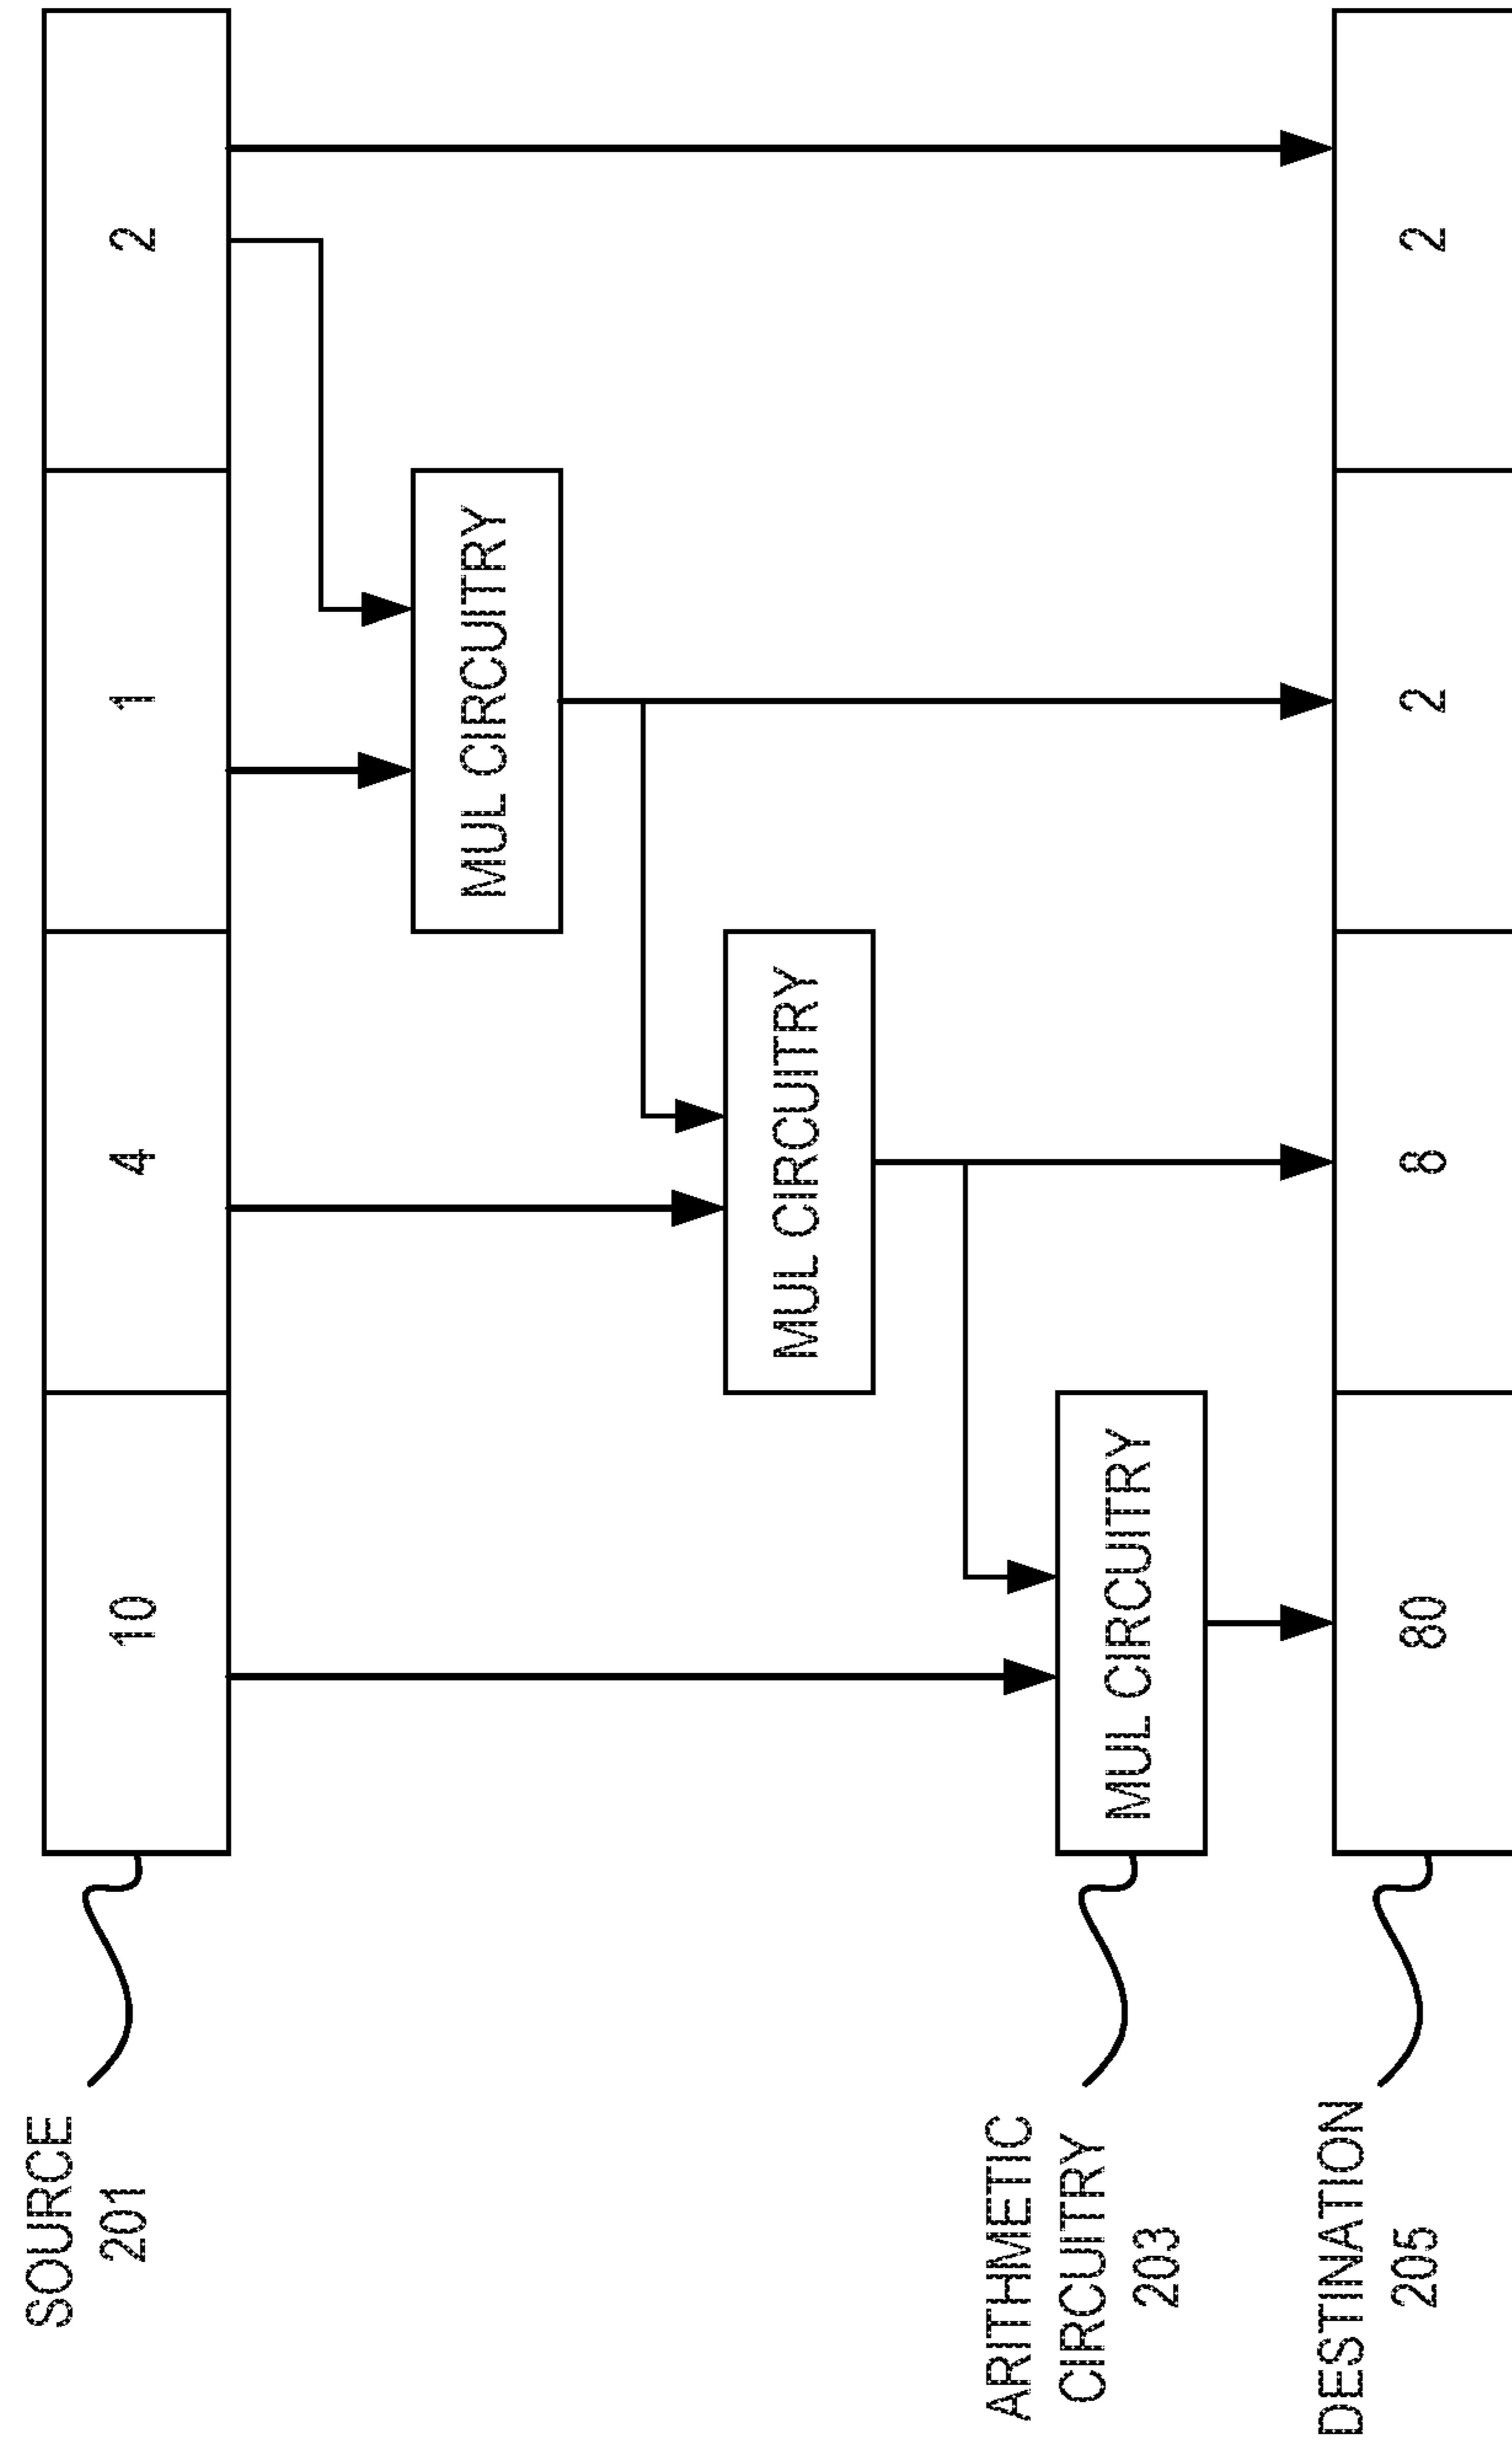 SOURCE
201
10
4
1
2
MUL CIRCUITRY
MUL CIRCUITRY
ARITHMETIC
CIRCUITRY
203
MUL CIRCUITRY
DESTINATION
205
80
8
2
2